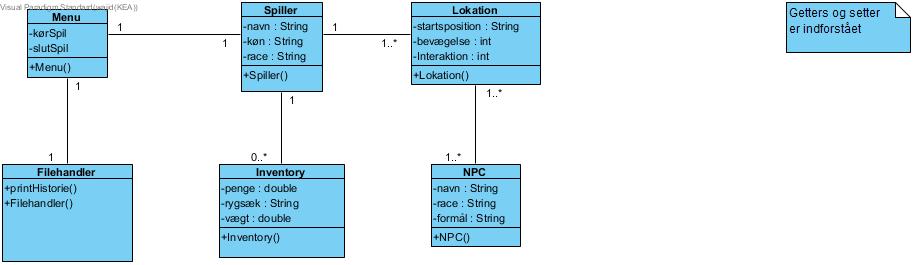 Visual Paradigm Standard(wajid(KEA))
Menu
-kørSpil
-slutSpil
+Menu()
1
1
Spiller
-navn : String
-køn : String
-race : String
+Spiller()
1
1..*
Lokation
-startsposition : String
-bevægelse : int
-Interaktion : int
+Lokation()
Getters og setter
er indforstået
1
1
1
0..*
1..*
1..*
Filehandler
+printHistorie()
+Filehandler()
Inventory
-penge : double
-rygsæk : String
-vægt : double
+Inventory()
NPC
-navn : String
-race : String
-formål : String
+NPC()